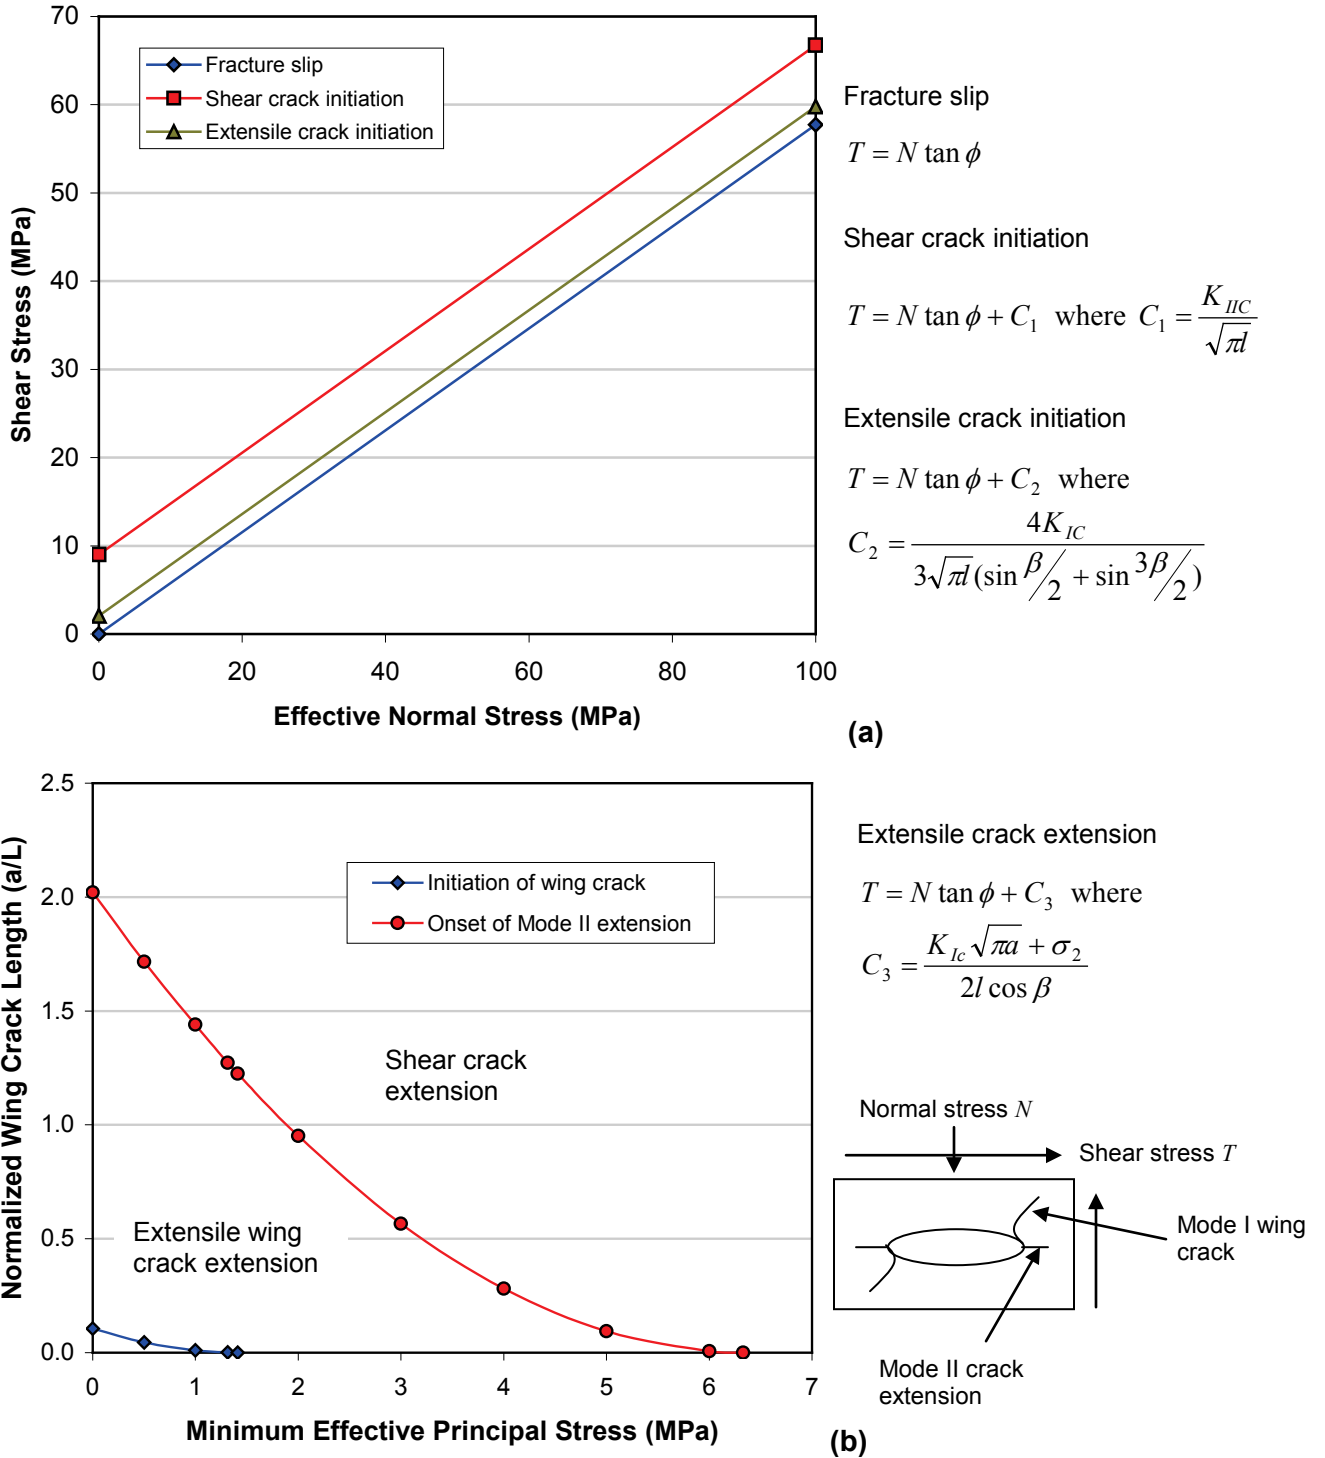 70
60
50
40
30
20
10
0
Shear Stress (MPa)
Fracture slip
Shear crack initiation
Extensile crack initiation
0 20 40 60 80 100
Effective Normal Stress (MPa)
Fracture slip
T = N tan ϕ
Shear crack initiation
T = N tan ϕ + C₁ where C₁ = K_IIC / √πl
Extensile crack initiation
T = N tan ϕ + C₂ where
C₂ = 4K_IC / 3√πl (sin β/2 + sin 3β/2)
(a)
2.5
2.0
1.5
1.0
0.5
0.0
Normalized Wing Crack Length (a/L)
Initiation of wing crack
Onset of Mode II extension
Shear crack
extension
Extensile wing
crack extension
0 1 2 3 4 5 6 7
Minimum Effective Principal Stress (MPa)
Extensile crack extension
T = N tan ϕ + C₃ where
C₃ = K_Ic √πa + σ₂ / 2l cos β
Normal stress N
Shear stress T
Mode I wing
crack
Mode II crack
extension
(b)